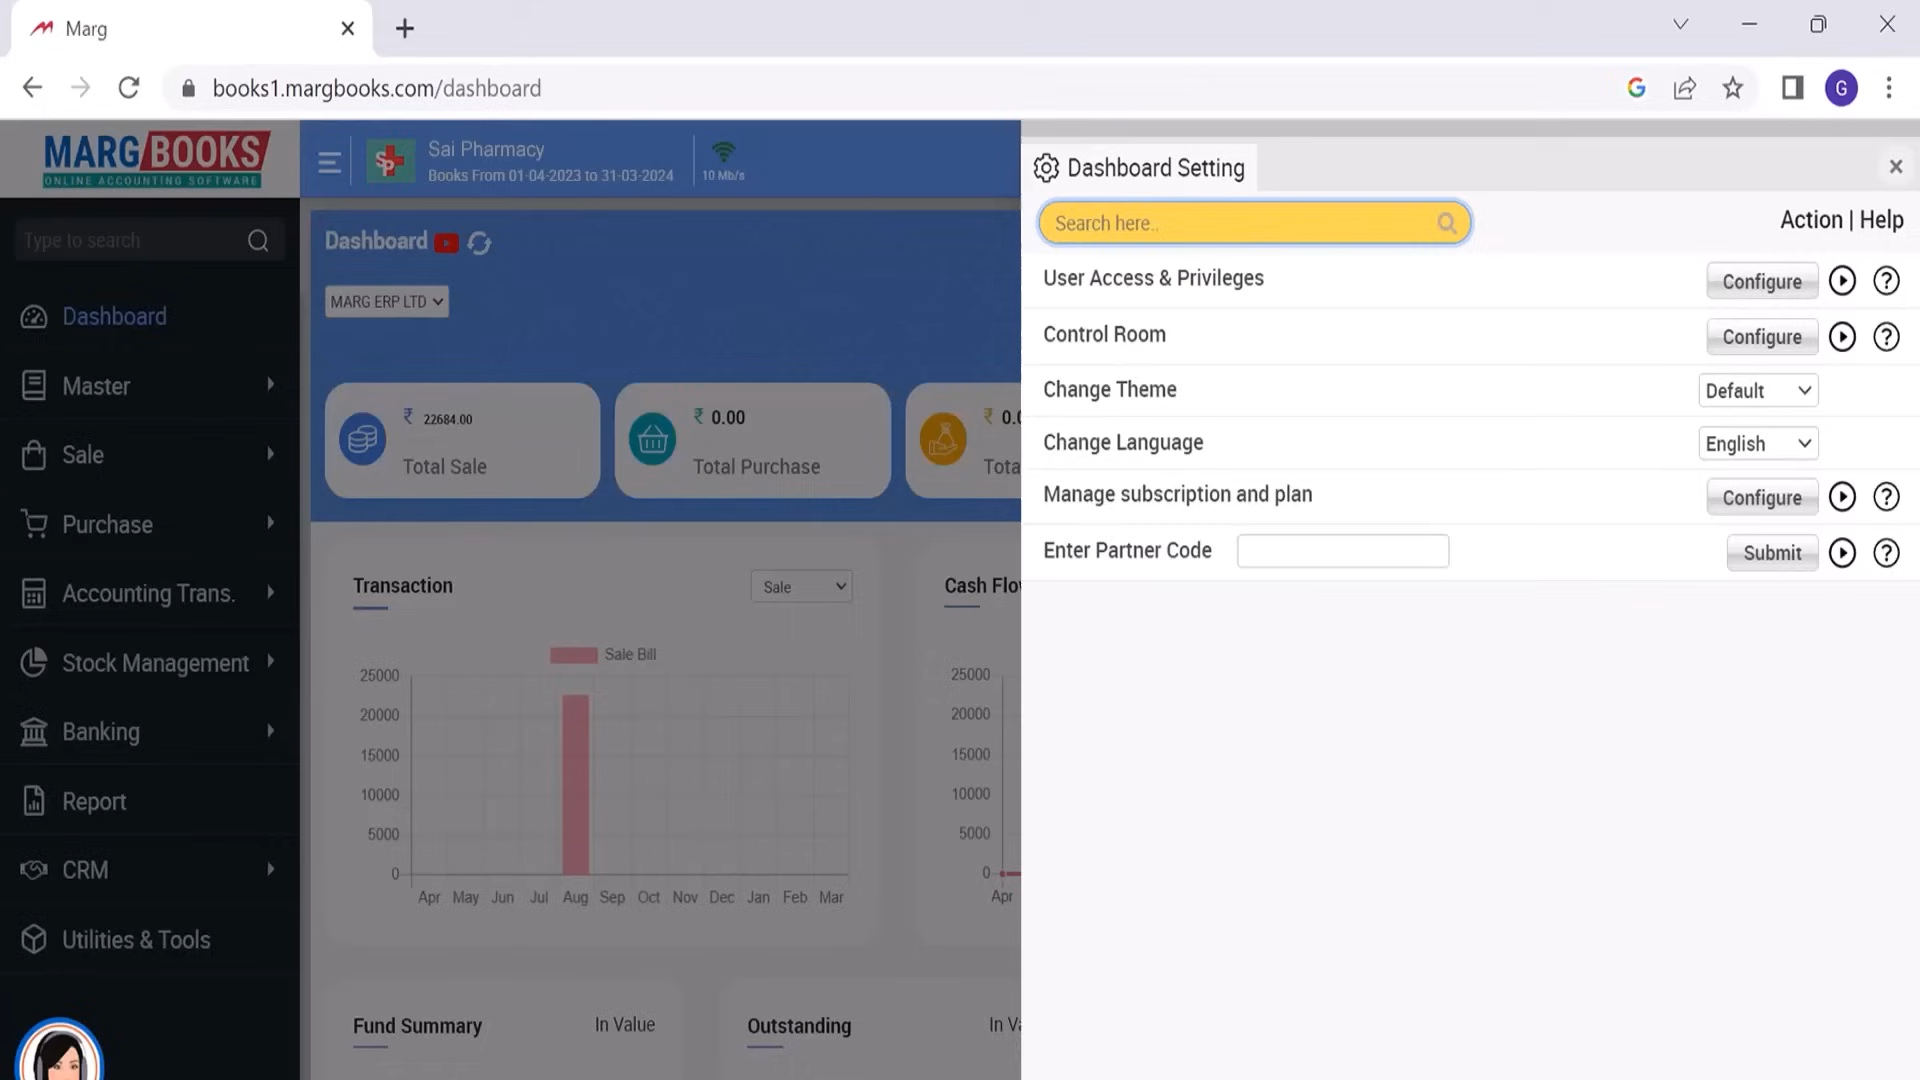 Marg
books1.margbooks.com/dashboard
G
MARG BOOKS
ONLINE ACCOUNTING SOFTWARE
Type to search
Dashboard
Master
Sale
Purchase
Accounting Trans.
Stock Management
Banking
Report
CRM
Utilities & Tools
SP
Sai Pharmacy
Books From 01-04-2023 to 31-03-2024
10 Mb/s
Dashboard
MARG ERP LTD
₹ 22684.00
Total Sale
₹ 0.00
Total Purchase
₹ 0.0
Tota
Transaction
Sale
Sale Bill
25000
20000
15000
10000
5000
0
Apr May Jun Jul Aug Sep Oct Nov Dec Jan Feb Mar
Cash Flo
25000
20000
15000
10000
5000
0
Apr
Fund Summary
In Value
Outstanding
In Va
Dashboard Setting
Search here..
Action | Help
User Access & Privileges
Configure
Control Room
Configure
Change Theme
Default
Change Language
English
Manage subscription and plan
Configure
Enter Partner Code
Submit